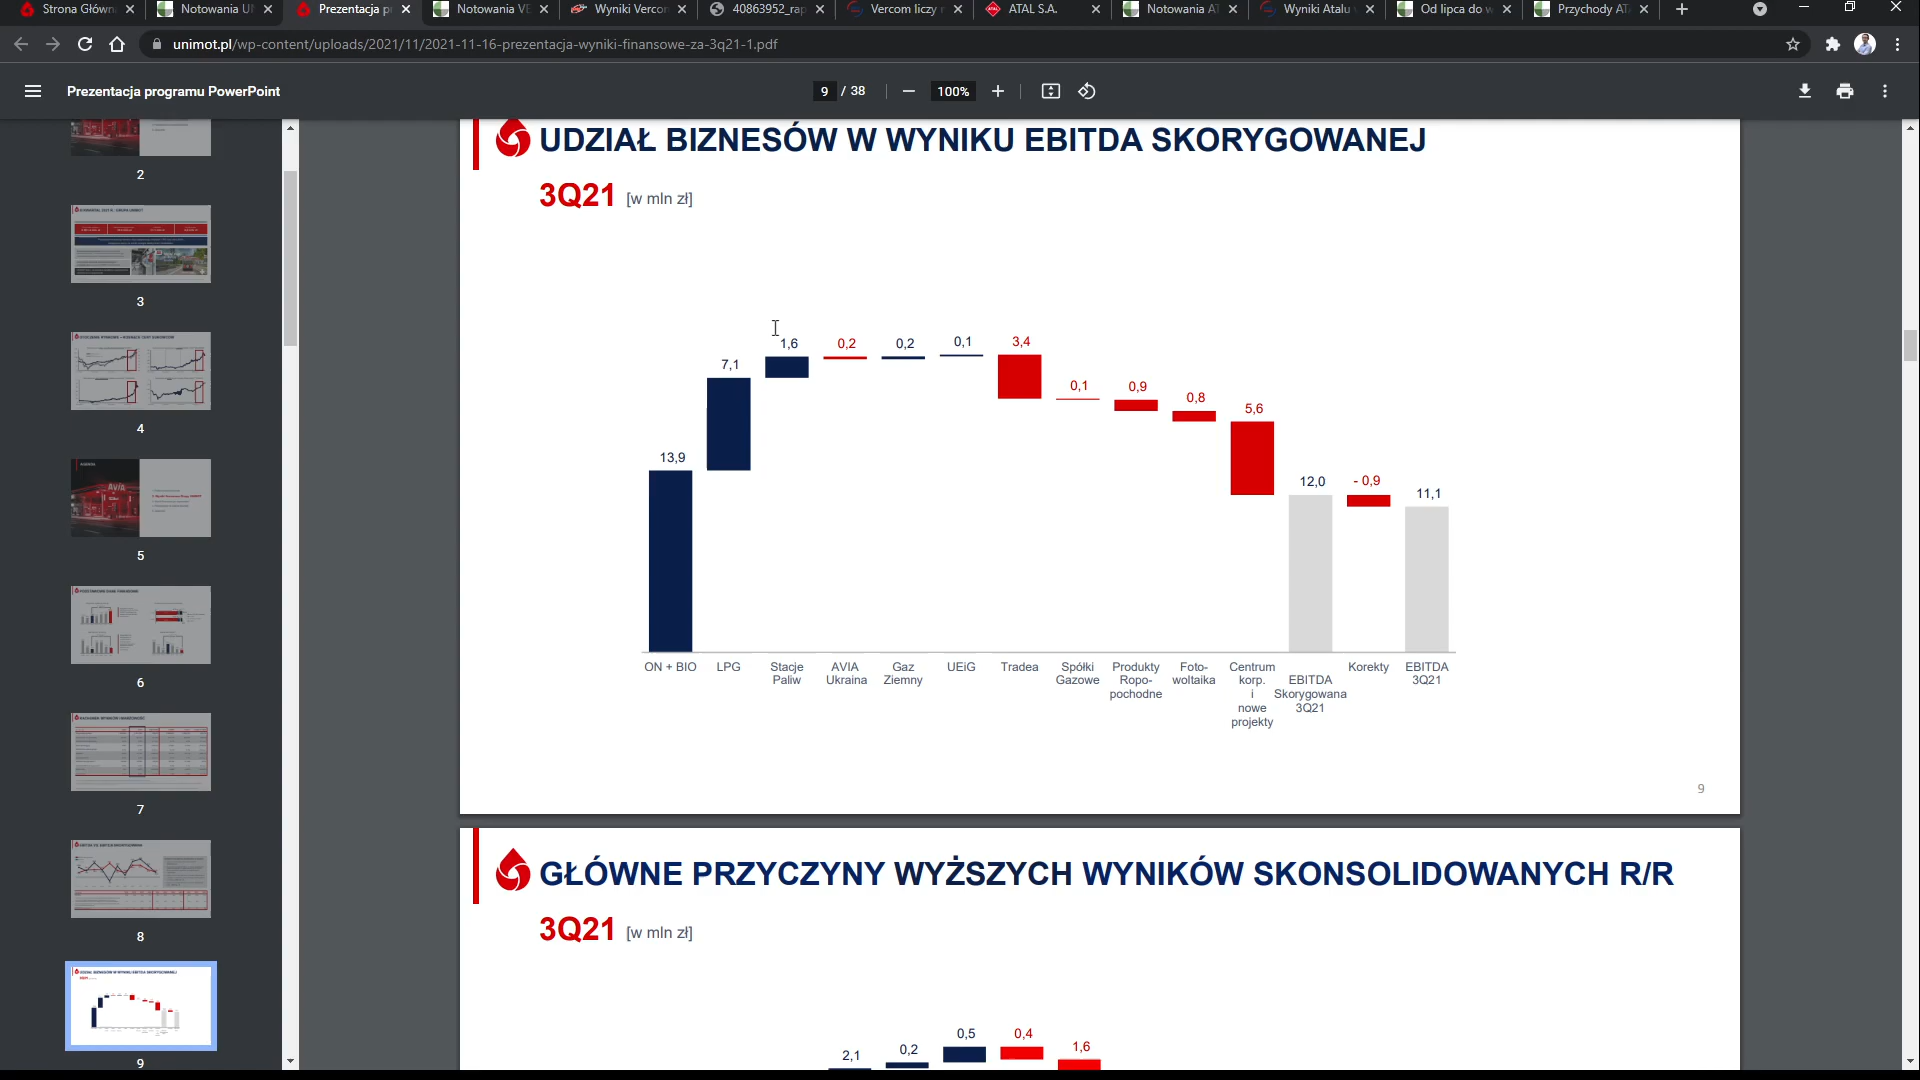 Strona Główn
Notowania U
Prezentacja p
Notowania VE
Wyniki Vercon
40863952_rap
Vercom liczy
ATAL S.A.
Notowania AT
Wyniki Atalu
Od lipca do w
Przychody AT
unimot.pl/wp-content/uploads/2021/11/2021-11-16-prezentacja-wyniki-finansowe-za-3q21-1.pdf
Prezentacja programu PowerPoint
9 / 38
100%
2
3
4
AVIA
5
6
7
8
9
UDZIAŁ BIZNESÓW W WYNIKU EBITDA SKORYGOWANEJ
3Q21 [w mln zł]
13,9
7,1
1,6
0,2
0,2
0,1
3,4
0,1
0,9
0,8
5,6
12,0
- 0,9
11,1
ON + BIO
LPG
Stacje
Paliw
AVIA
Ukraina
Gaz
Ziemny
UEiG
Tradea
Spółki
Gazowe
Produkty
Ropo-
pochodne
Foto-
woltaika
Centrum
korp.
i
nowe
projekty
EBITDA
Skorygowana
3Q21
Korekty
EBITDA
3Q21
9
GŁÓWNE PRZYCZYNY WYŻSZYCH WYNIKÓW SKONSOLIDOWANYCH R/R
3Q21 [w mln zł]
2,1
0,2
0,5
0,4
1,6